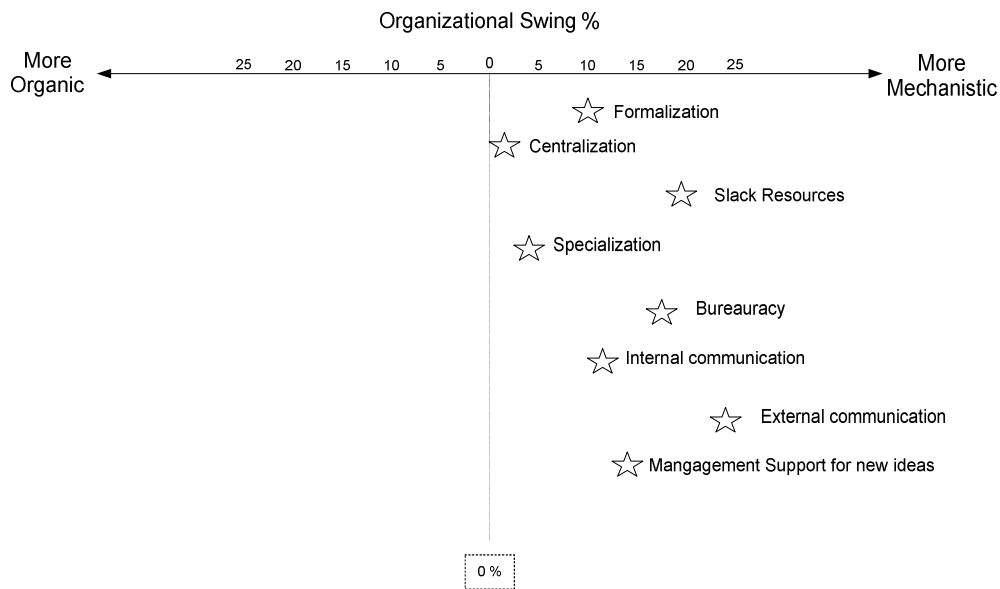 Organizational Swing %
More
Organic
25 20 15 10 5 0 5 10 15 20 25
More
Mechanistic
Formalization
Centralization
Slack Resources
Specialization
Bureauracy
Internal communication
External communication
Mangagement Support for new ideas
0 %